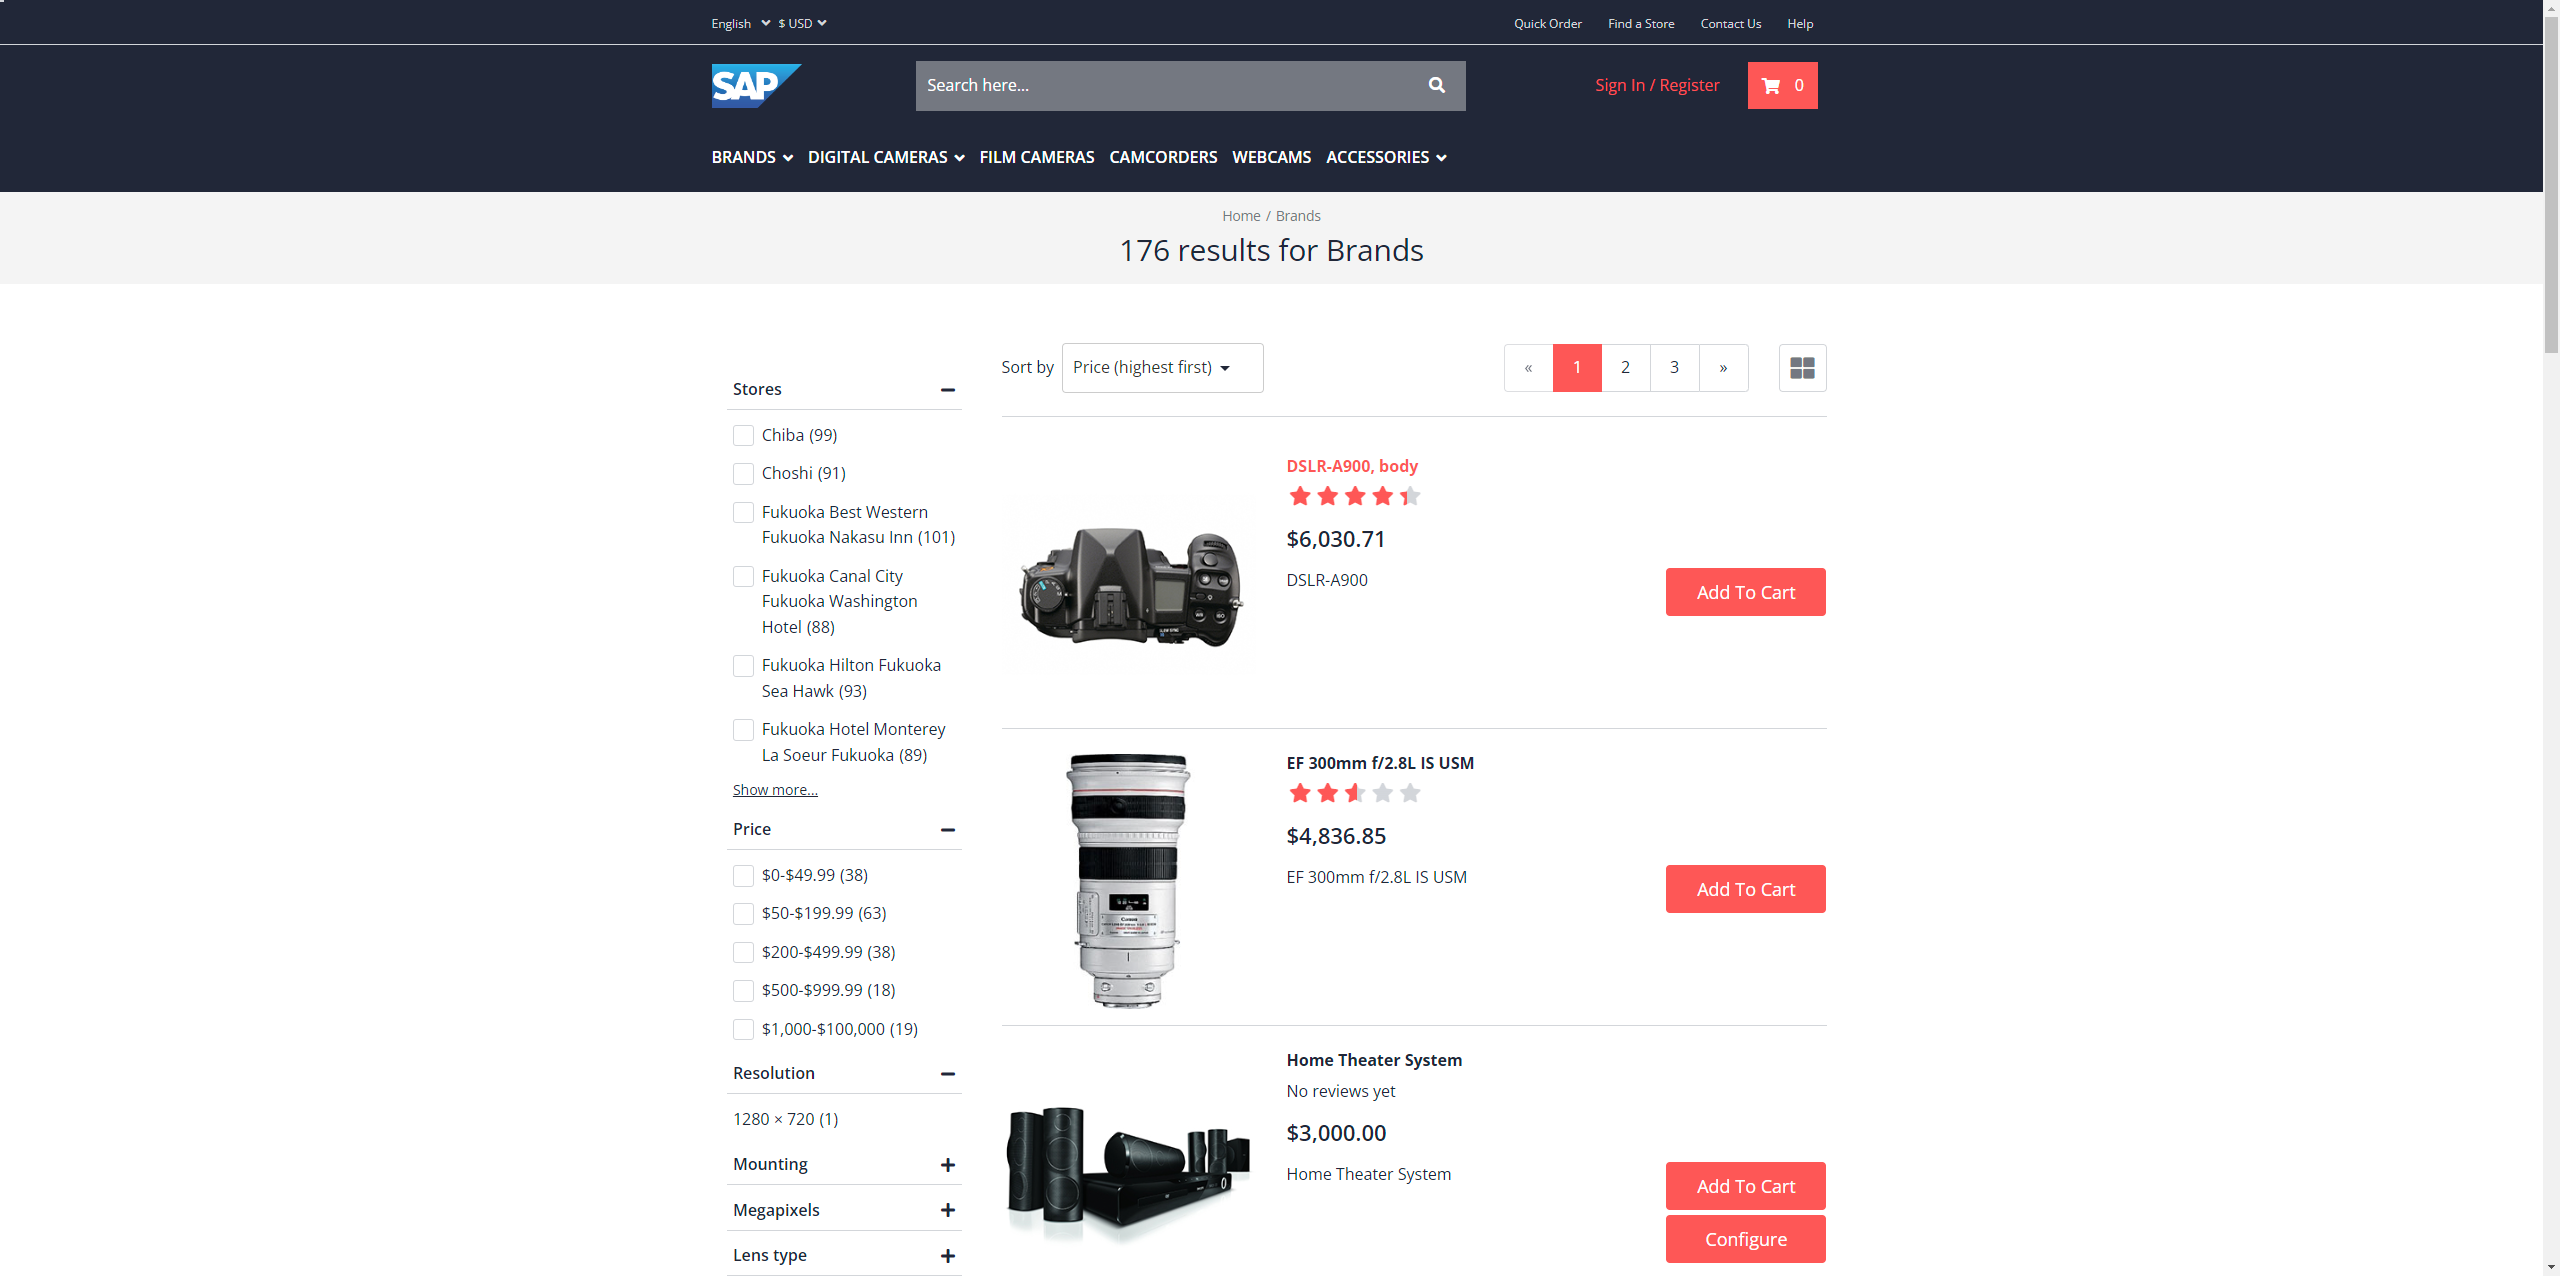 English
$ USD
Quick Order
Find a Store
Contact Us
Help
SAP
Search here...
Sign In / Register
0
BRANDS
DIGITAL CAMERAS
FILM CAMERAS
CAMCORDERS
WEBCAMS
ACCESSORIES
Home / Brands
176 results for Brands
Stores
Chiba (99)
Choshi (91)
Fukuoka Best Western
Fukuoka Nakasu Inn (101)
Fukuoka Canal City
Fukuoka Washington
Hotel (88)
Fukuoka Hilton Fukuoka
Sea Hawk (93)
Fukuoka Hotel Monterey
La Soeur Fukuoka (89)
Show more...
Price
$0-$49.99 (38)
$50-$199.99 (63)
$200-$499.99 (38)
$500-$999.99 (18)
$1,000-$100,000 (19)
Resolution
1280 × 720 (1)
Mounting
Megapixels
Lens type
Sort by
Price (highest first)
«
1
2
3
»
DSLR-A900, body
$6,030.71
DSLR-A900
Add To Cart
EF 300mm f/2.8L IS USM
$4,836.85
EF 300mm f/2.8L IS USM
Add To Cart
Canon
Home Theater System
No reviews yet
$3,000.00
Home Theater System
Add To Cart
Configure